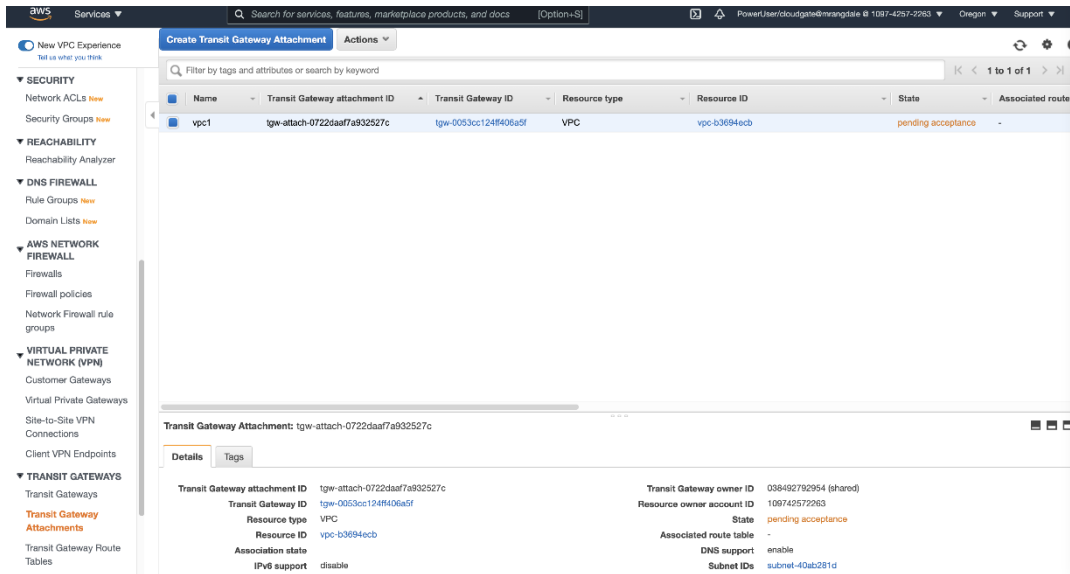 aws Services Search for services, features, marketplace products, and docs [Option+S] PowerUser/cloudgate@mrangdale @ 1097-4257-2263 Oregon Support
New VPC Experience
Tell us what you think
SECURITY
Network ACLs New
Security Groups New
REACHABILITY
Reachability Analyzer
DNS FIREWALL
Rule Groups New
Domain Lists New
AWS NETWORK
FIREWALL
Firewalls
Firewall policies
Network Firewall rule
groups
VIRTUAL PRIVATE
NETWORK (VPN)
Customer Gateways
Virtual Private Gateways
Site-to-Site VPN
Connections
Client VPN Endpoints
TRANSIT GATEWAYS
Transit Gateways
Transit Gateway
Attachments
Transit Gateway Route
Tables
Create Transit Gateway Attachment Actions
Filter by tags and attributes or search by keyword 1 to 1 of 1
Name Transit Gateway attachment ID Transit Gateway ID Resource type Resource ID State Associated route
vpc1 tgw-attach-0722daaf7a932527c tgw-0053cc124ff406a5f VPC vpc-b3694ecb pending acceptance -
Transit Gateway Attachment: tgw-attach-0722daaf7a932527c
Details Tags
Transit Gateway attachment ID tgw-attach-0722daaf7a932527c Transit Gateway owner ID 038492792954 (shared)
Transit Gateway ID tgw-0053cc124ff406a5f Resource owner account ID 109742572263
Resource type VPC State pending acceptance
Resource ID vpc-b3694ecb Associated route table -
Association state DNS support enable
IPv6 support disable Subnet IDs subnet-40ab281d